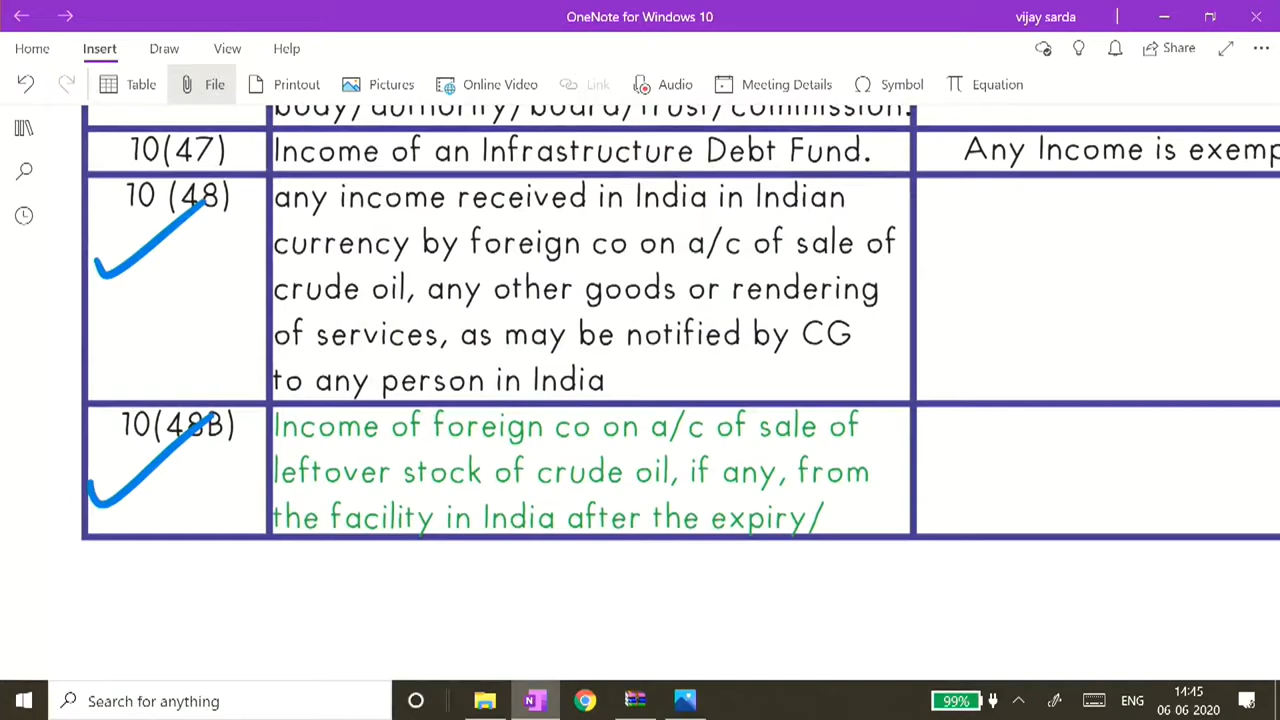 OneNote for Windows 10
vijay sarda
Home
Insert
Draw
View
Help
Share
Table
File
Printout
Pictures
Online Video
Link
Audio
Meeting Details
Symbol
Equation
body/authority/board/trust/commission.
10(47)
Income of an Infrastructure Debt Fund.
Any Income is exemp
10 (48)
any income received in India in Indian
currency by foreign co on a/c of sale of
crude oil, any other goods or rendering
of services, as may be notified by CG
to any person in India
10(48B)
Income of foreign co on a/c of sale of
leftover stock of crude oil, if any, from
the facility in India after the expiry/
Search for anything
99%
ENG
14:45
06 06 2020